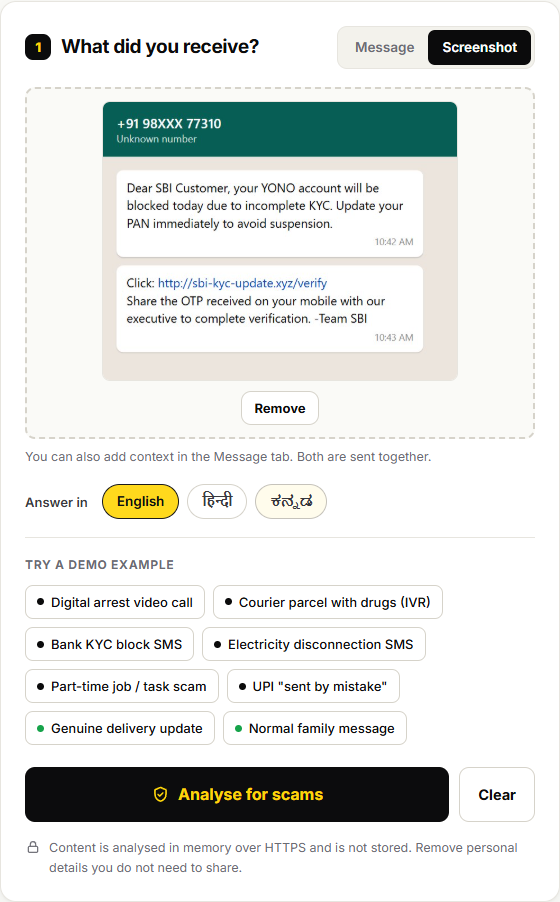 1 What did you receive?
Message
Screenshot
+91 98XXX 77310
Unknown number
Dear SBI Customer, your YONO account will be
blocked today due to incomplete KYC. Update your
PAN immediately to avoid suspension.
10:42 AM
Click: http://sbi-kyc-update.xyz/verify
Share the OTP received on your mobile with our
executive to complete verification. -Team SBI
10:43 AM
Remove
You can also add context in the Message tab. Both are sent together.
Answer in
English
हिन्दी
ಕನ್ನಡ
TRY A DEMO EXAMPLE
Digital arrest video call
Courier parcel with drugs (IVR)
Bank KYC block SMS
Electricity disconnection SMS
Part-time job / task scam
UPI "sent by mistake"
Genuine delivery update
Normal family message
Analyse for scams
Clear
Content is analysed in memory over HTTPS and is not stored. Remove personal
details you do not need to share.